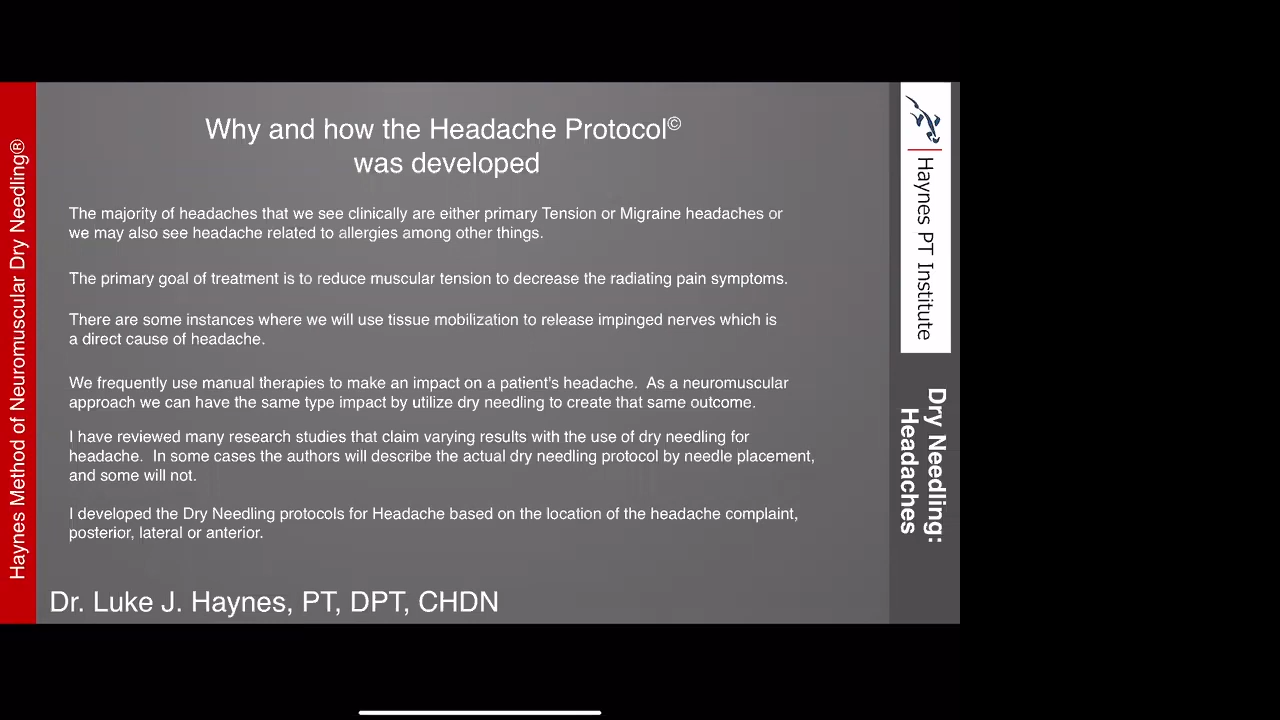 Haynes Method of Neuromuscular Dry Needling®
Why and how the Headache Protocol©
was developed
The majority of headaches that we see clinically are either primary Tension or Migraine headaches or
we may also see headache related to allergies among other things.
The primary goal of treatment is to reduce muscular tension to decrease the radiating pain symptoms.
There are some instances where we will use tissue mobilization to release impinged nerves which is
a direct cause of headache.
We frequently use manual therapies to make an impact on a patient's headache.  As a neuromuscular
approach we can have the same type impact by utilize dry needling to create that same outcome.
I have reviewed many research studies that claim varying results with the use of dry needling for
headache.  In some cases the authors will describe the actual dry needling protocol by needle placement,
and some will not.
I developed the Dry Needling protocols for Headache based on the location of the headache complaint,
posterior, lateral or anterior.
Dr. Luke J. Haynes, PT, DPT, CHDN
Haynes PT Institute
Dry Needling:
Headaches